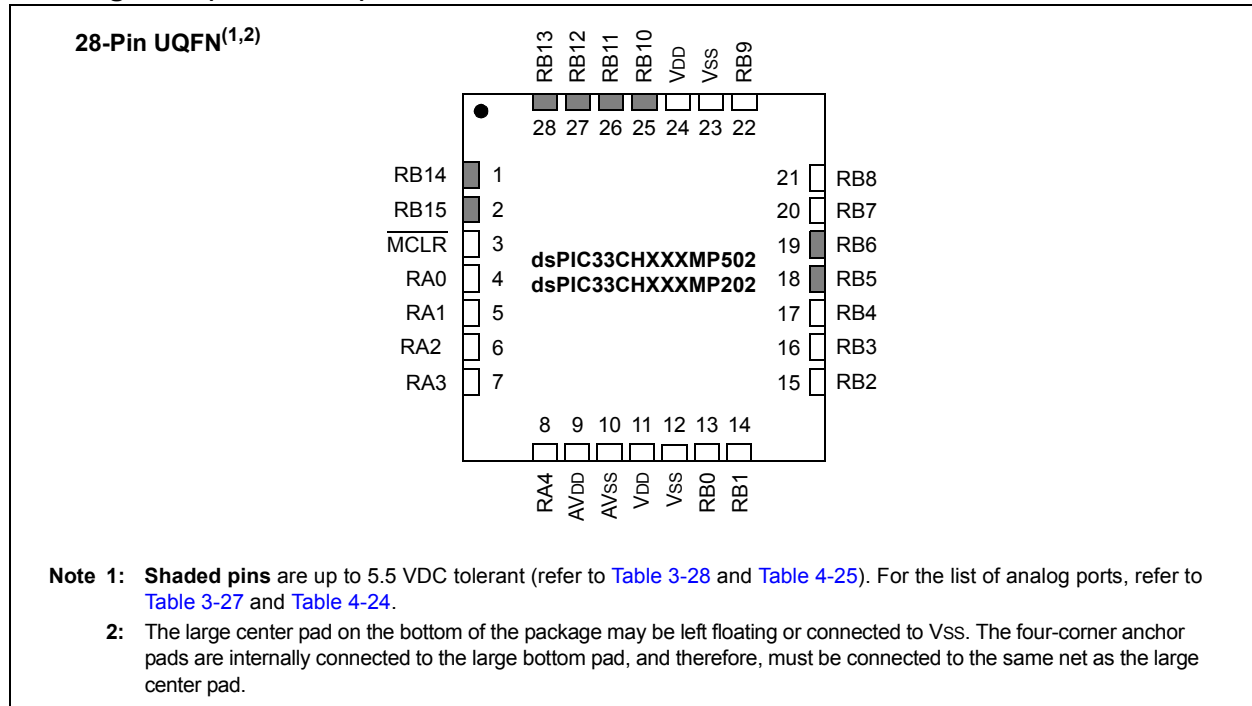 28-Pin UQFN(1,2)
RB13
RB12
RB11
RB10
VDD
VSS
RB9
28 27 26 25 24 23 22
RB14 1
RB15 2
MCLR 3
RA0 4
RA1 5
RA2 6
RA3 7
dsPIC33CHXXXMP502
dsPIC33CHXXXMP202
21 RB8
20 RB7
19 RB6
18 RB5
17 RB4
16 RB3
15 RB2
8 9 10 11 12 13 14
RA4
AVDD
AVSS
VDD
VSS
RB0
RB1
Note 1: Shaded pins are up to 5.5 VDC tolerant (refer to Table 3-28 and Table 4-25). For the list of analog ports, refer to
Table 3-27 and Table 4-24.
2: The large center pad on the bottom of the package may be left floating or connected to VSS. The four-corner anchor
pads are internally connected to the large bottom pad, and therefore, must be connected to the same net as the large
center pad.